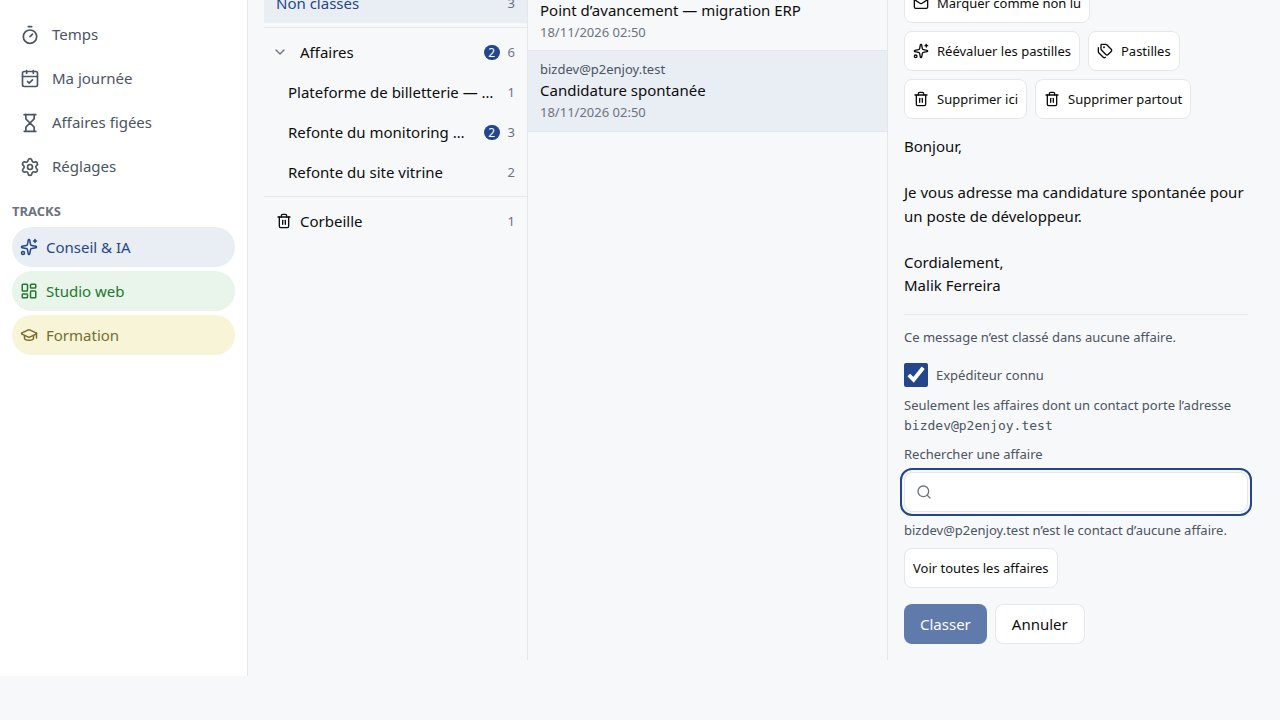 Temps
Ma journée
Affaires figées
Réglages
TRACKS
Conseil & IA
Studio web
Formation
Non classés 3
Affaires 2 6
Plateforme de billetterie — ... 1
Refonte du monitoring ... 2 3
Refonte du site vitrine 2
Corbeille 1
Point d’avancement — migration ERP
18/11/2026 02:50
bizdev@p2enjoy.test
Candidature spontanée
18/11/2026 02:50
Marquer comme non lu
Réévaluer les pastilles Pastilles
Supprimer ici Supprimer partout
Bonjour,
Je vous adresse ma candidature spontanée pour
un poste de développeur.
Cordialement,
Malik Ferreira
Ce message n’est classé dans aucune affaire.
Expéditeur connu
Seulement les affaires dont un contact porte l’adresse
bizdev@p2enjoy.test
Rechercher une affaire
bizdev@p2enjoy.test n’est le contact d’aucune affaire.
Voir toutes les affaires
Classer Annuler